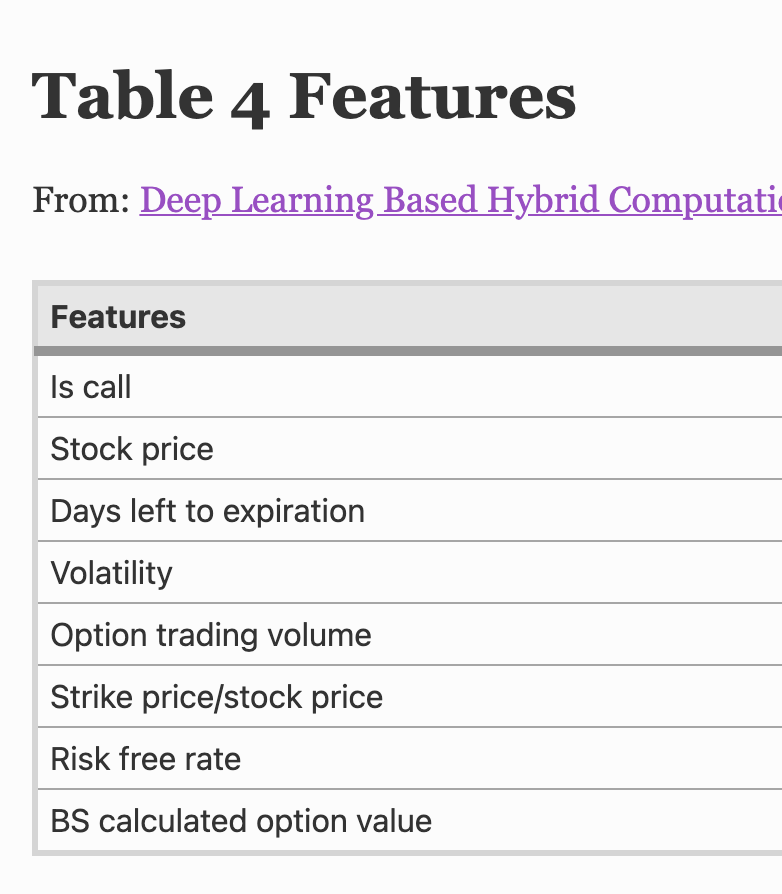 Table 4 Features
From: Deep Learning Based Hybrid Computati
Features
Is call
Stock price
Days left to expiration
Volatility
Option trading volume
Strike price/stock price
Risk free rate
BS calculated option value